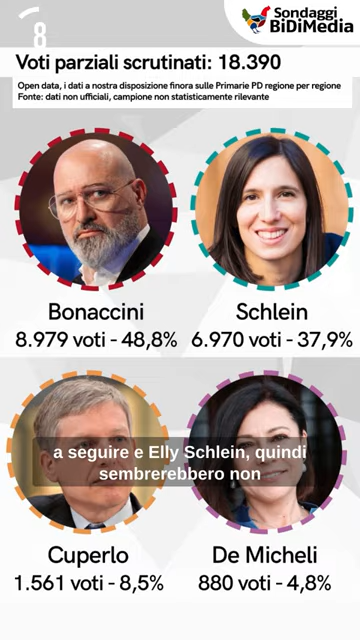 8
Sondaggi
BiDiMedia
Voti parziali scrutinati: 18.390
Open data, i dati a nostra disposizione finora sulle Primarie PD regione per regione
Fonte: dati non ufficiali, campione non statisticamente rilevante
Bonaccini
8.979 voti - 48,8%
Schlein
6.970 voti - 37,9%
a seguire e Elly Schlein, quindi
sembrerebbero non
Cuperlo
1.561 voti - 8,5%
De Micheli
880 voti - 4,8%